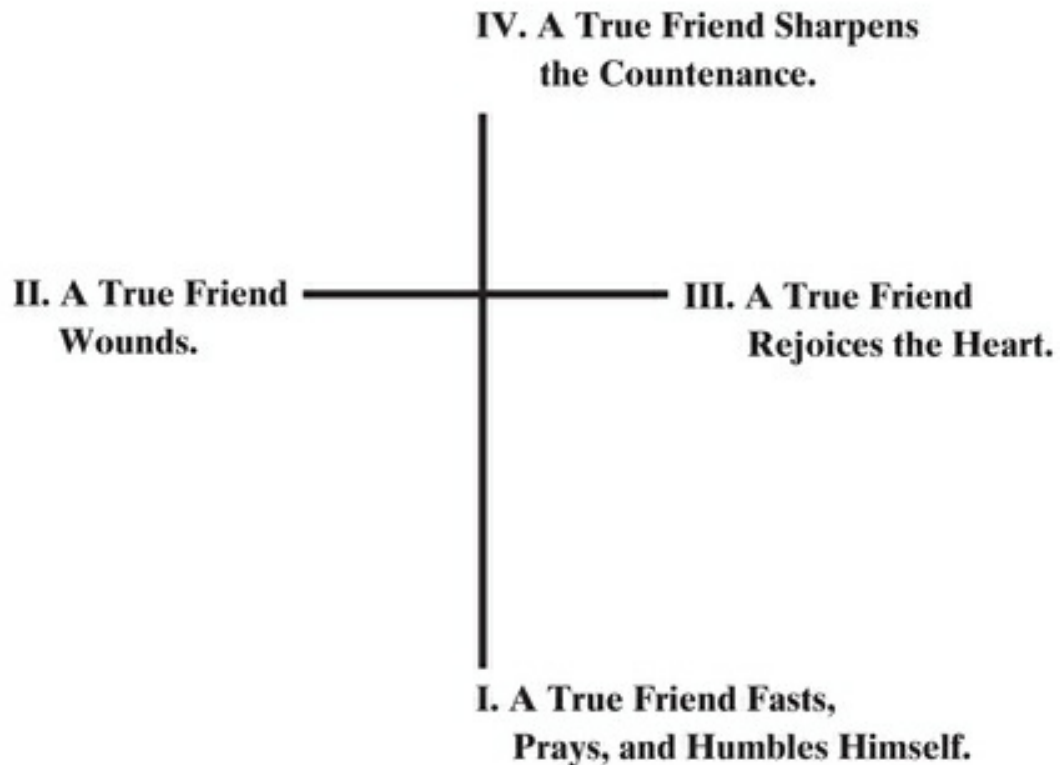 IV. A True Friend Sharpens
the Countenance.
II. A True Friend
Wounds.
III. A True Friend
Rejoices the Heart.
I. A True Friend Fasts,
Prays, and Humbles Himself.